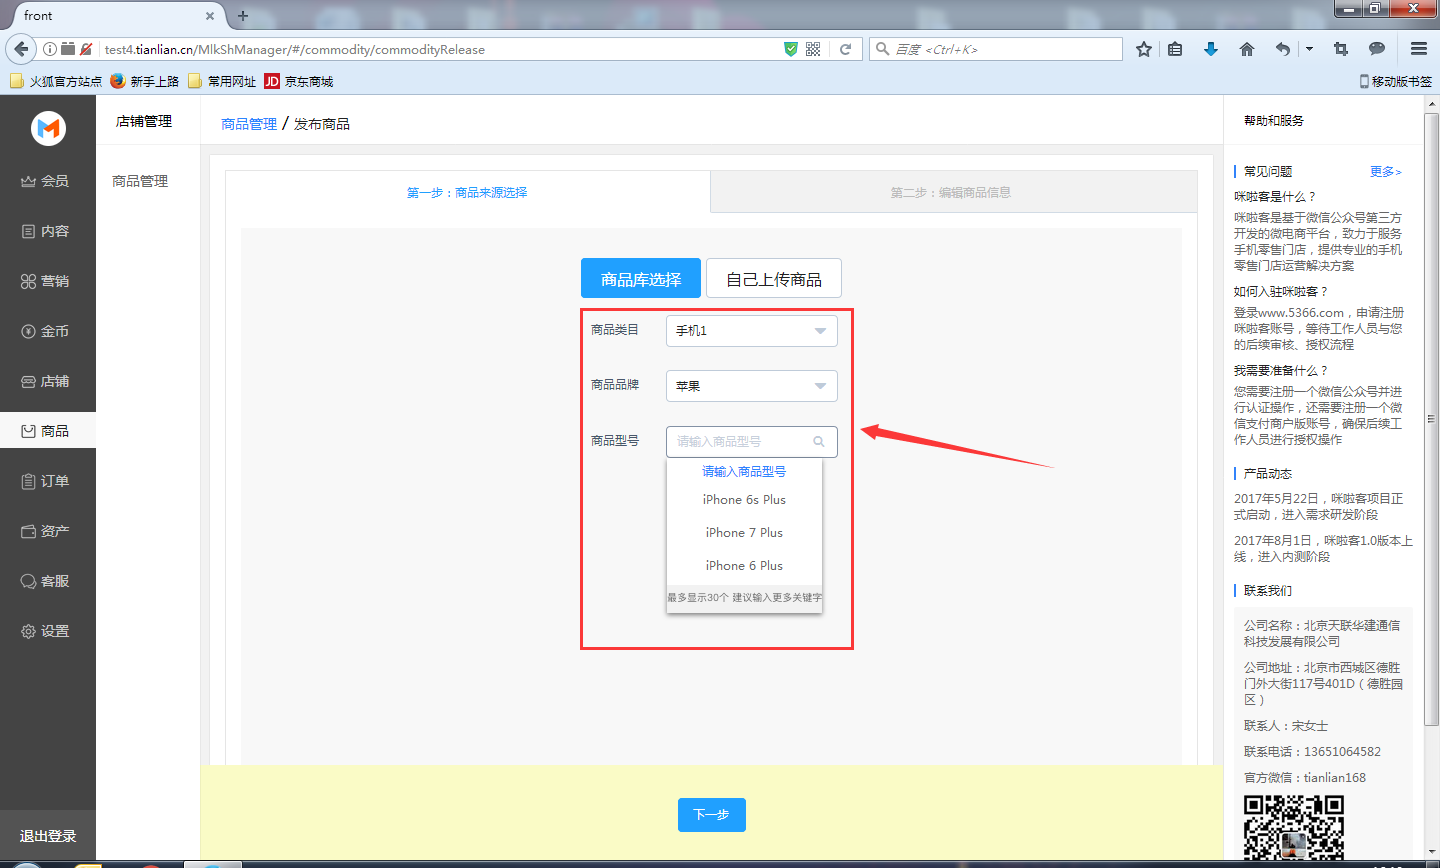 front
test4.tianlian.cn/MlkShManager/#/commodity/commodityRelease
百度 <Ctrl+K>
火狐官方站点
新手上路
常用网址
JD 京东商城
移动版书签
店铺管理
商品管理 / 发布商品
帮助和服务
会员
内容
营销
金币
店铺
商品
订单
资产
客服
设置
退出登录
商品管理
第一步：商品来源选择
第二步：编辑商品信息
商品库选择
自己上传商品
商品类目
手机1
商品品牌
苹果
商品型号
请输入商品型号
请输入商品型号
iPhone 6s Plus
iPhone 7 Plus
iPhone 6 Plus
最多显示30个 建议输入更多关键字
下一步
常见问题
更多>
咪啦客是什么？
咪啦客是基于微信公众号第三方
开发的微电商平台，致力于服务
手机零售门店，提供专业的手机
零售门店运营解决方案
如何入驻咪啦客？
登录www.5366.com，申请注册
咪啦客账号，等待工作人员与您
的后续审核、授权流程
我需要准备什么？
您需要注册一个微信公众号并进
行认证操作，还需要注册一个微
信支付商户版账号，确保后续工
作人员进行授权操作
产品动态
2017年5月22日，咪啦客项目正
式启动，进入需求研发阶段
2017年8月1日，咪啦客1.0版本上
线，进入内测阶段
联系我们
公司名称：北京天联华建通信
科技发展有限公司
公司地址：北京市西城区德胜
门外大街117号401D（德胜园
区）
联系人：宋女士
联系电话：13651064582
官方微信：tianlian168